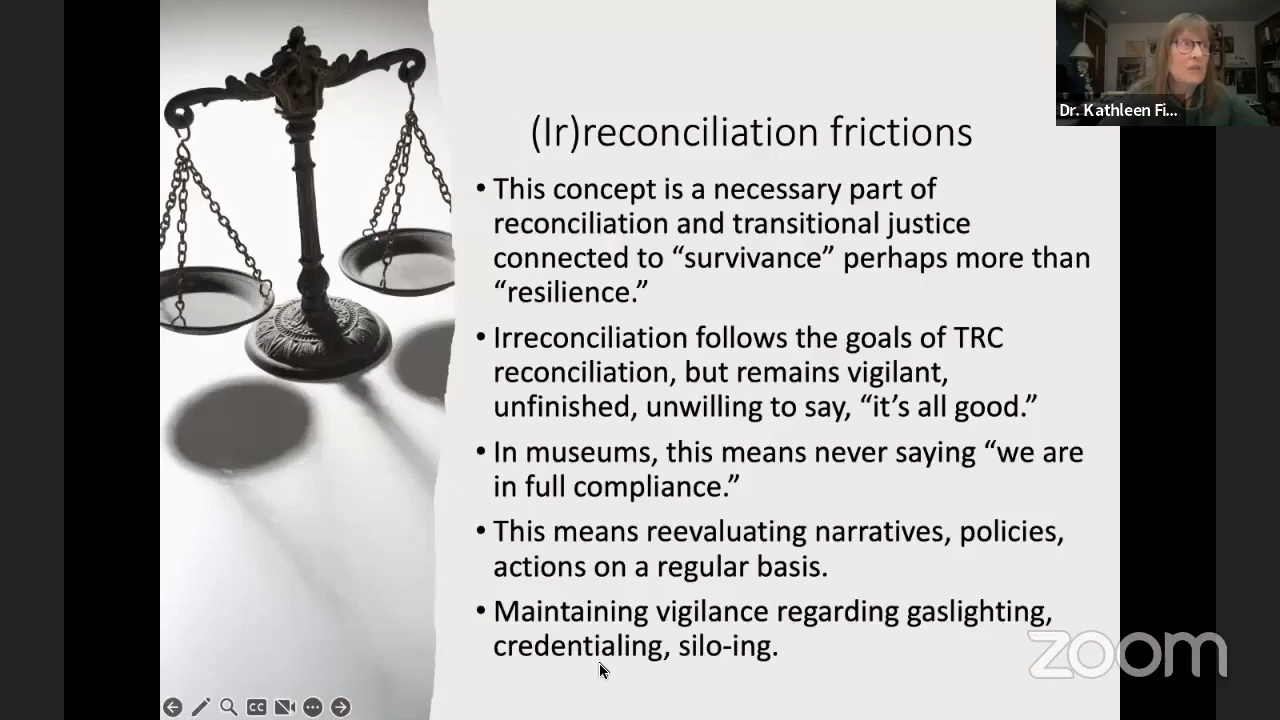 Dr. Kathleen Fi...
(Ir)reconciliation frictions
• This concept is a necessary part of
reconciliation and transitional justice
connected to “survivance” perhaps more than
“resilience.”
• Irreconciliation follows the goals of TRC
reconciliation, but remains vigilant,
unfinished, unwilling to say, “it’s all good.”
• In museums, this means never saying “we are
in full compliance.”
• This means reevaluating narratives, policies,
actions on a regular basis.
• Maintaining vigilance regarding gaslighting,
credentialing, silo-ing.
zoom
CC